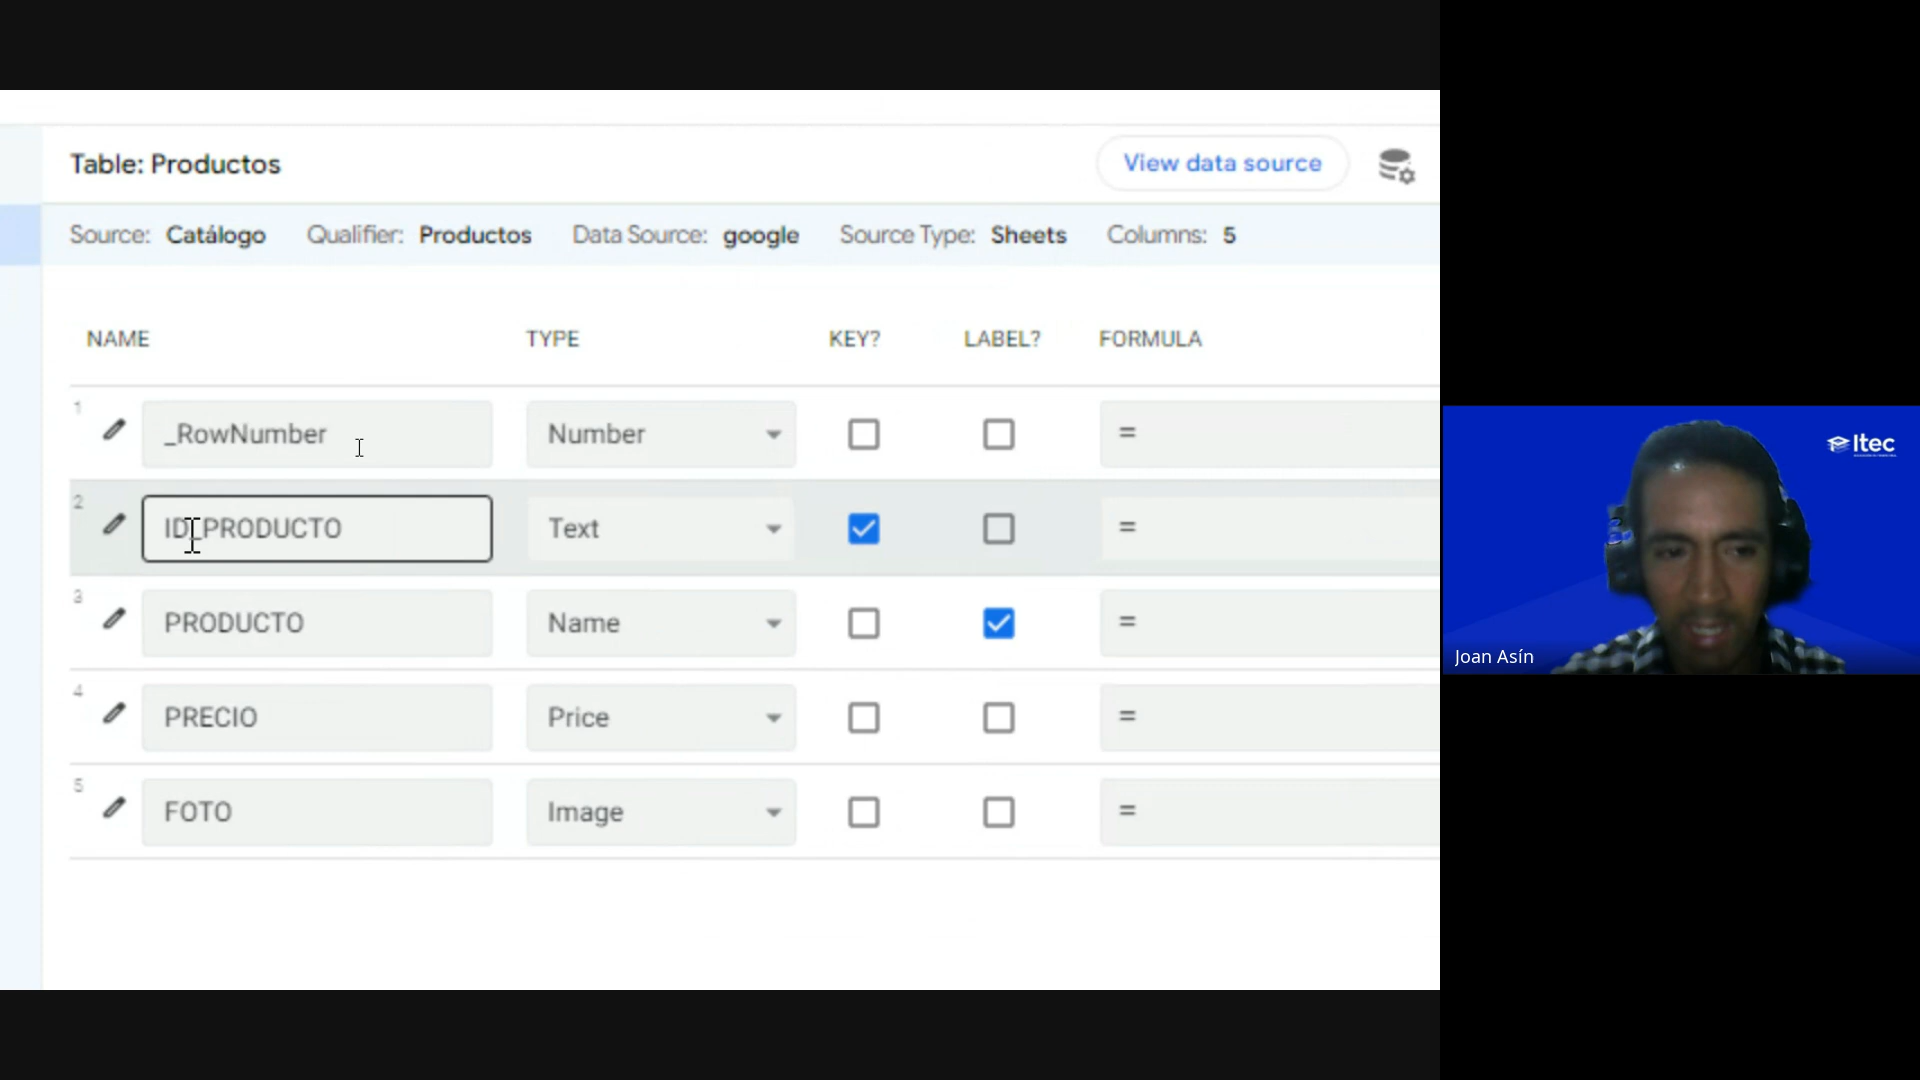 Table: Productos
View data source
Source: Catálogo Qualifier: Productos Data Source: google Source Type: Sheets Columns: 5
NAME TYPE KEY? LABEL? FORMULA
1 _RowNumber Number =
2 ID_PRODUCTO Text =
3 PRODUCTO Name =
4 PRECIO Price =
5 FOTO Image =
Itec
Joan Asín